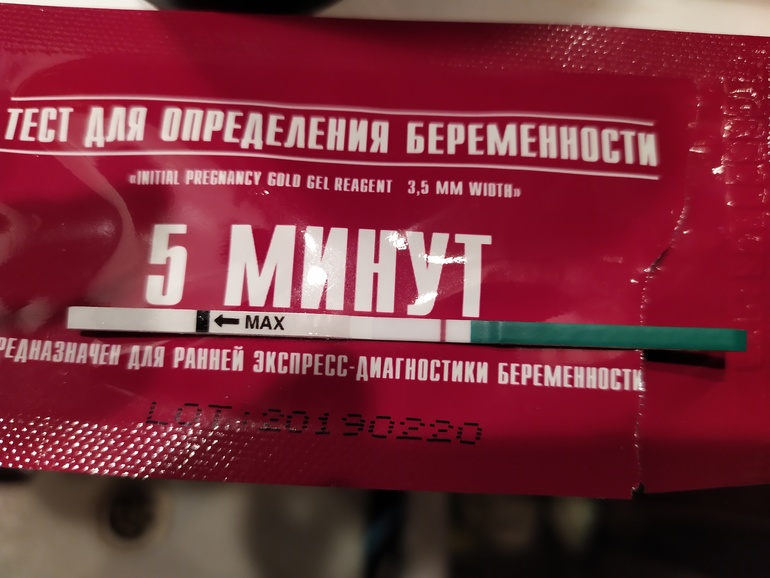 ТЕСТ ДЛЯ ОПРЕДЕЛЕНИЯ БЕРЕМЕННОСТИ
«INITIAL PREGNANCY GOLD GEL REAGENT 3,5 MM WIDTH»
5 МИНУТ
MAX
РЕДНАЗНАЧЕН ДЛЯ РАННЕЙ ЭКСПРЕСС-ДИАГНОСТИКИ БЕРЕМЕННОСТИ
LOT:20190220